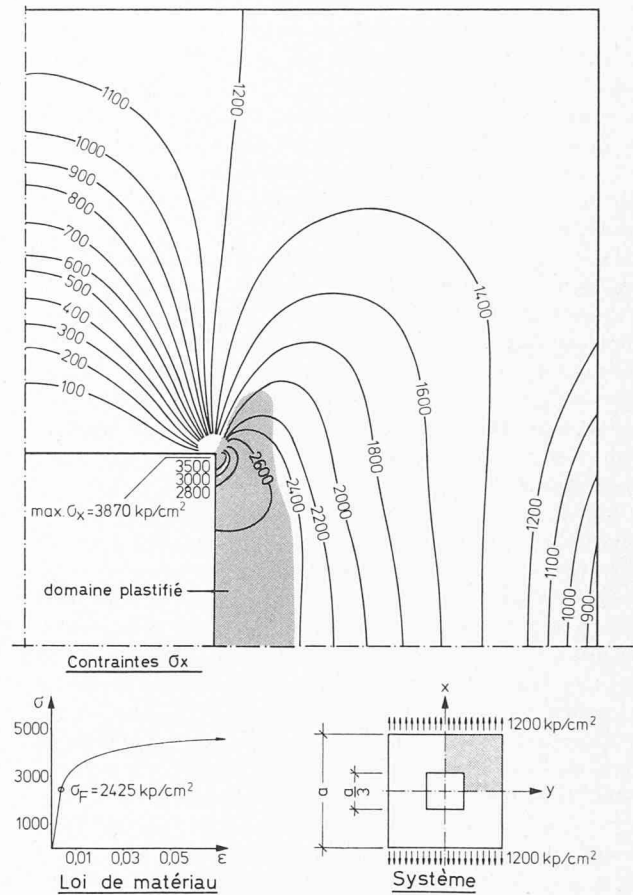 1100
1200
1000
900
800
700
600
500
400
300
200
100
1400
1600
1800
2000
2200
2400
2600
1200
1100
1000
900
3500
3000
2800
max. σx = 3870 kp/cm²
domaine plastifié
Contraintes σx
σ
5000
3000
1000
σF = 2425 kp/cm²
0,01 0,03 0,05 ε
Loi de matériau
x
1200 kp/cm²
a
a/3
y
1200 kp/cm²
Système